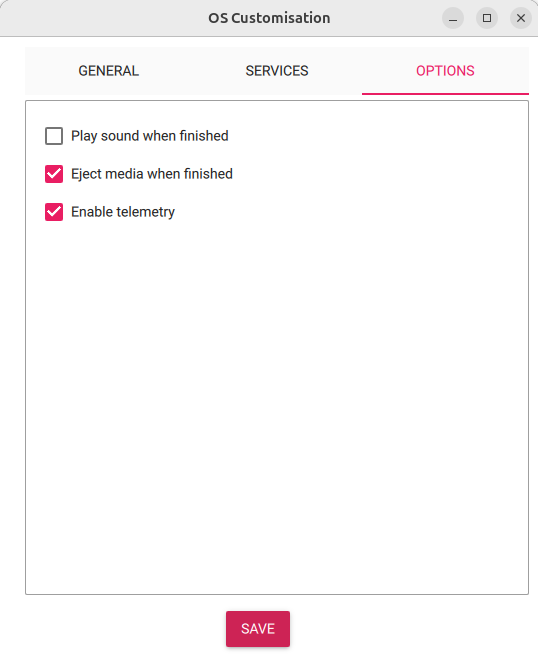 OS Customisation
GENERAL SERVICES OPTIONS
Play sound when finished
Eject media when finished
Enable telemetry
SAVE